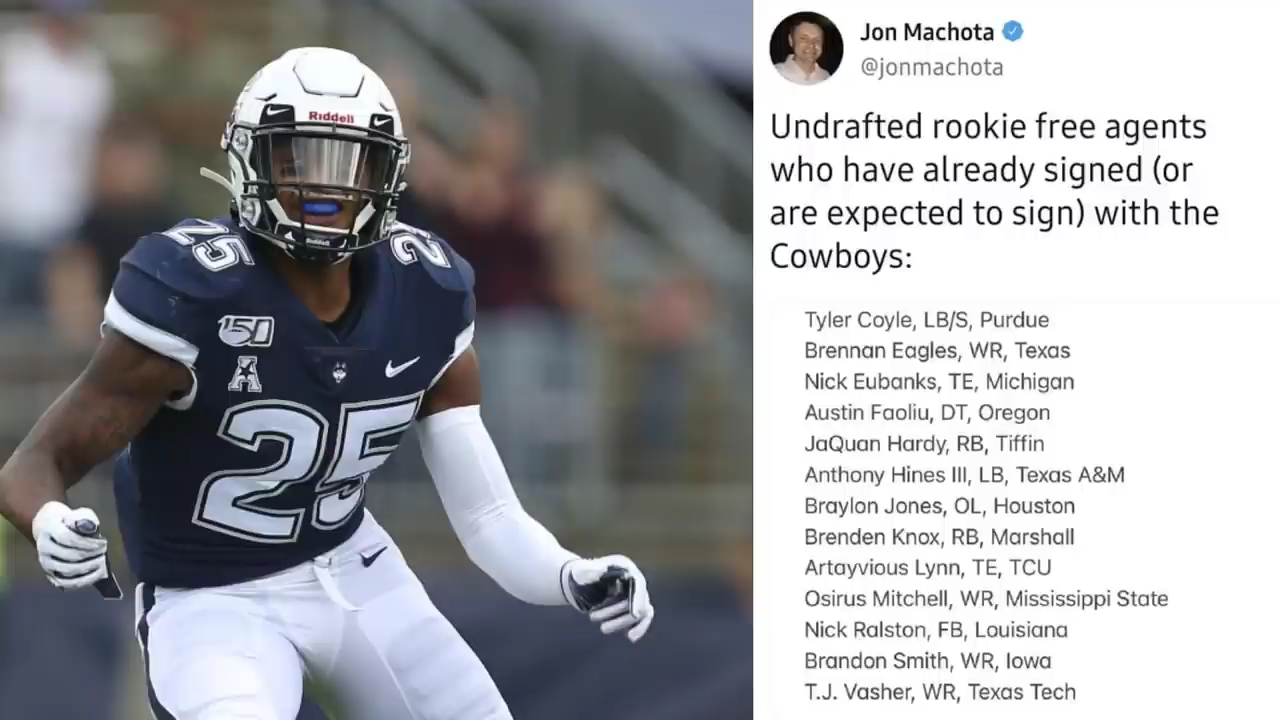 Riddell
25
2
150
A
25
Riddell
Jon Machota
@jonmachota
Undrafted rookie free agents
who have already signed (or
are expected to sign) with the
Cowboys:
Tyler Coyle, LB/S, Purdue
Brennan Eagles, WR, Texas
Nick Eubanks, TE, Michigan
Austin Faoliu, DT, Oregon
JaQuan Hardy, RB, Tiffin
Anthony Hines III, LB, Texas A&M
Braylon Jones, OL, Houston
Brenden Knox, RB, Marshall
Artayvious Lynn, TE, TCU
Osirus Mitchell, WR, Mississippi State
Nick Ralston, FB, Louisiana
Brandon Smith, WR, Iowa
T.J. Vasher, WR, Texas Tech